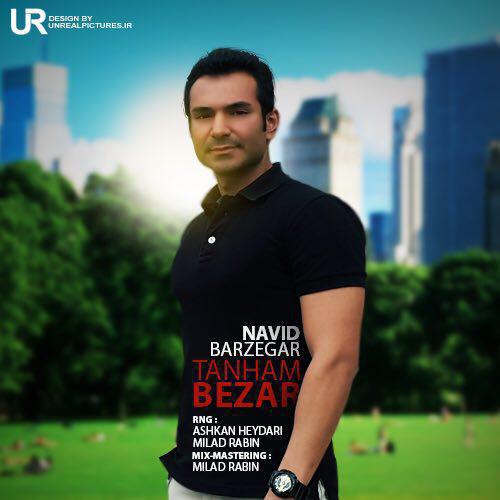 UR
DESIGN BY
UNREALPICTURES.IR
NAVID
BARZEGAR
TANHAM
BEZAR
RNG :
ASHKAN HEYDARI
MILAD RABIN
MIX-MASTERING :
MILAD RABIN